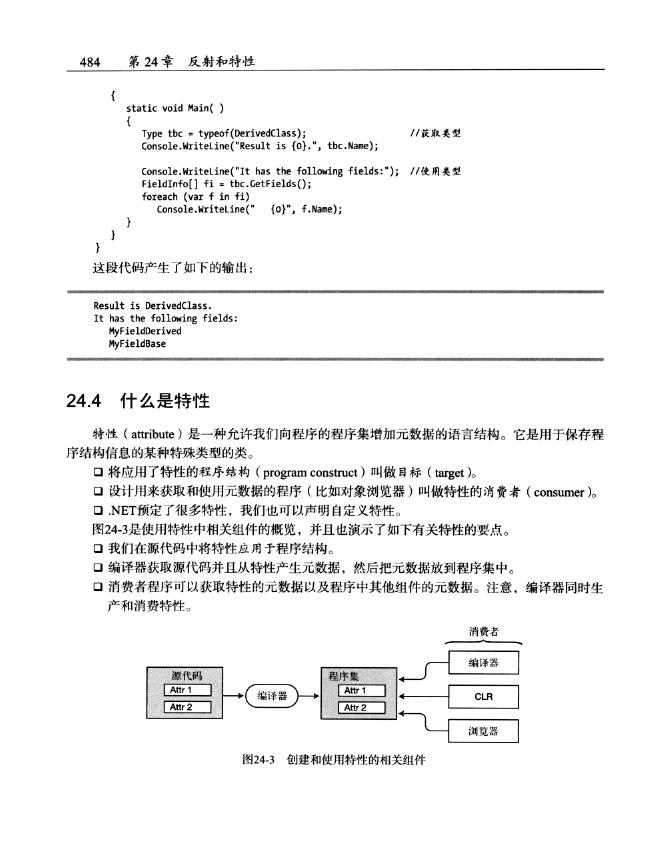 484 第 24 章 反射和特性
{
static void Main( )
{
Type tbc = typeof(DerivedClass); //获取类型
Console.WriteLine("Result is {0}.", tbc.Name);
Console.WriteLine("It has the following fields:"); //使用类型
FieldInfo[] fi = tbc.GetFields();
foreach (var f in fi)
Console.WriteLine("   {0}", f.Name);
}
}
}
这段代码产生了如下的输出：
Result is DerivedClass.
It has the following fields:
MyFieldDerived
MyFieldBase
24.4 什么是特性
特性（attribute）是一种允许我们向程序的程序集增加元数据的语言结构。它是用于保存程
序结构信息的某种特殊类型的类。
❑ 将应用了特性的程序结构（program construct）叫做目标（target）。
❑ 设计用来获取和使用元数据的程序（比如对象浏览器）叫做特性的消费者（consumer）。
❑ .NET预定了很多特性，我们也可以声明自定义特性。
图24-3是使用特性中相关组件的概览，并且也演示了如下有关特性的要点。
❑ 我们在源代码中将特性应用于程序结构。
❑ 编译器获取源代码并且从特性产生元数据，然后把元数据放到程序集中。
❑ 消费者程序可以获取特性的元数据以及程序中其他组件的元数据。注意，编译器同时生
产和消费特性。
消费者
源代码
Attr 1
Attr 2
编译器
程序集
Attr 1
Attr 2
编译器
CLR
浏览器
图24-3 创建和使用特性的相关组件